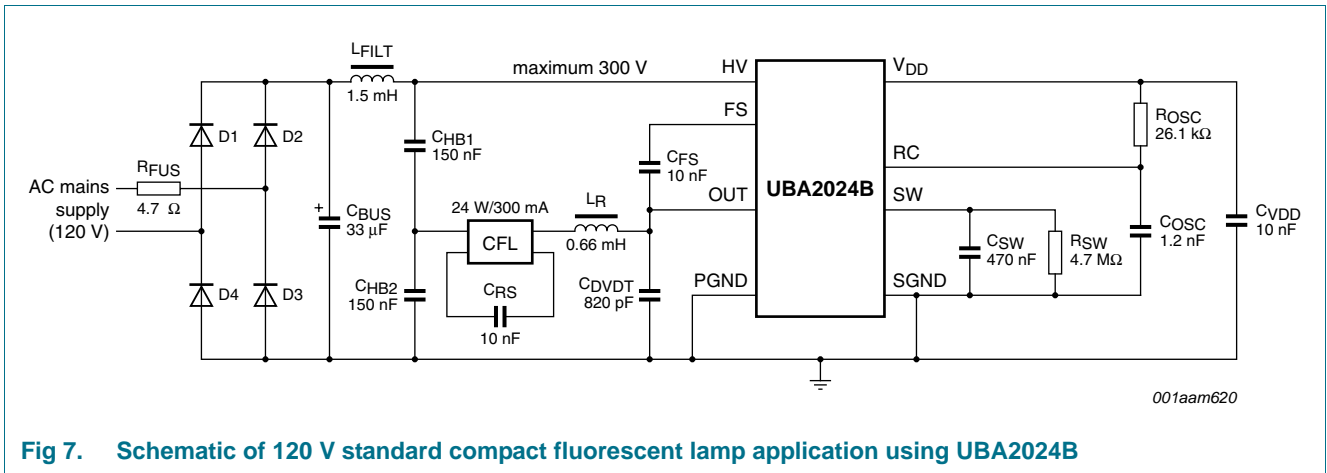 LFILT
1.5 mH
maximum 300 V
HV
VDD
FS
D1
D2
CHB1
150 nF
ROSC
26.1 kΩ
RFUS
AC mains
supply
(120 V)
4.7 Ω
CFS
10 nF
RC
UBA2024B
OUT
SW
+
CBUS
33 μF
24 W/300 mA
CFL
LR
0.66 mH
CSW
470 nF
RSW
4.7 MΩ
COSC
1.2 nF
CVDD
10 nF
D4
D3
CHB2
150 nF
CRS
10 nF
CDVDT
820 pF
PGND
SGND
001aam620
Fig 7. Schematic of 120 V standard compact fluorescent lamp application using UBA2024B